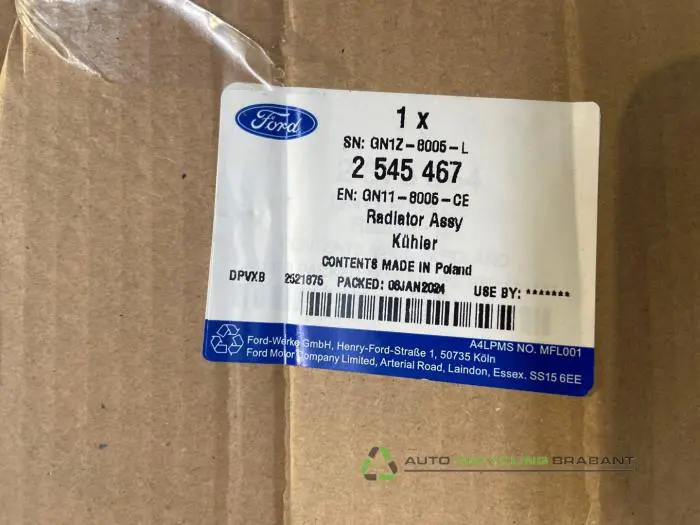 Ford
1 x
SN: GN1Z-8005-L
2 545 467
EN: GN11-8005-CE
Radiator Assy
Kühler
CONTENTS MADE IN Poland
DPVXB 2521875 PACKED: 06JAN2024 USE BY: *******
A4LPMS NO. MFL001
Ford-Werke GmbH, Henry-Ford-Straße 1, 50735 Köln
Ford Motor Company Limited, Arterial Road, Laindon, Essex. SS15 6EE
AUTO RECYCLING BRABANT